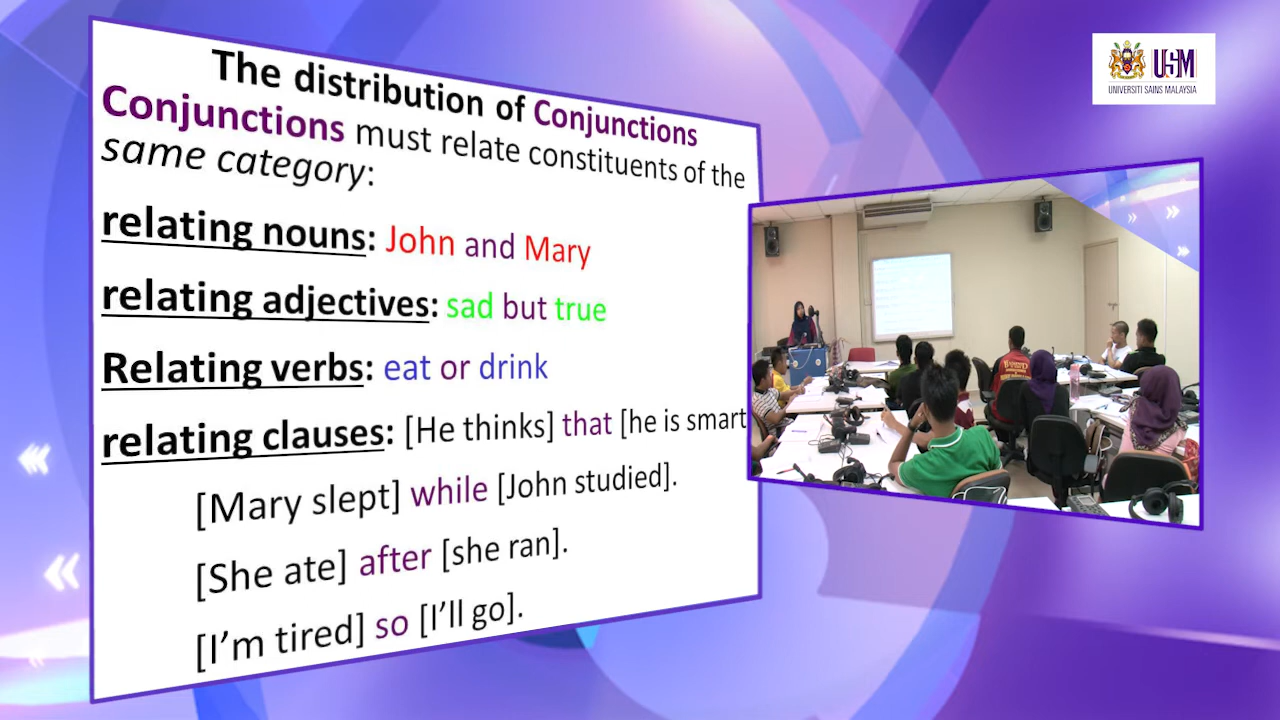 The distribution of Conjunctions
Conjunctions must relate constituents of the
same category:
relating nouns: John and Mary
relating adjectives: sad but true
Relating verbs: eat or drink
relating clauses: [He thinks] that [he is smart
[Mary slept] while [John studied].
[She ate] after [she ran].
[I'm tired] so [I'll go].
USM
UNIVERSITI SAINS MALAYSIA